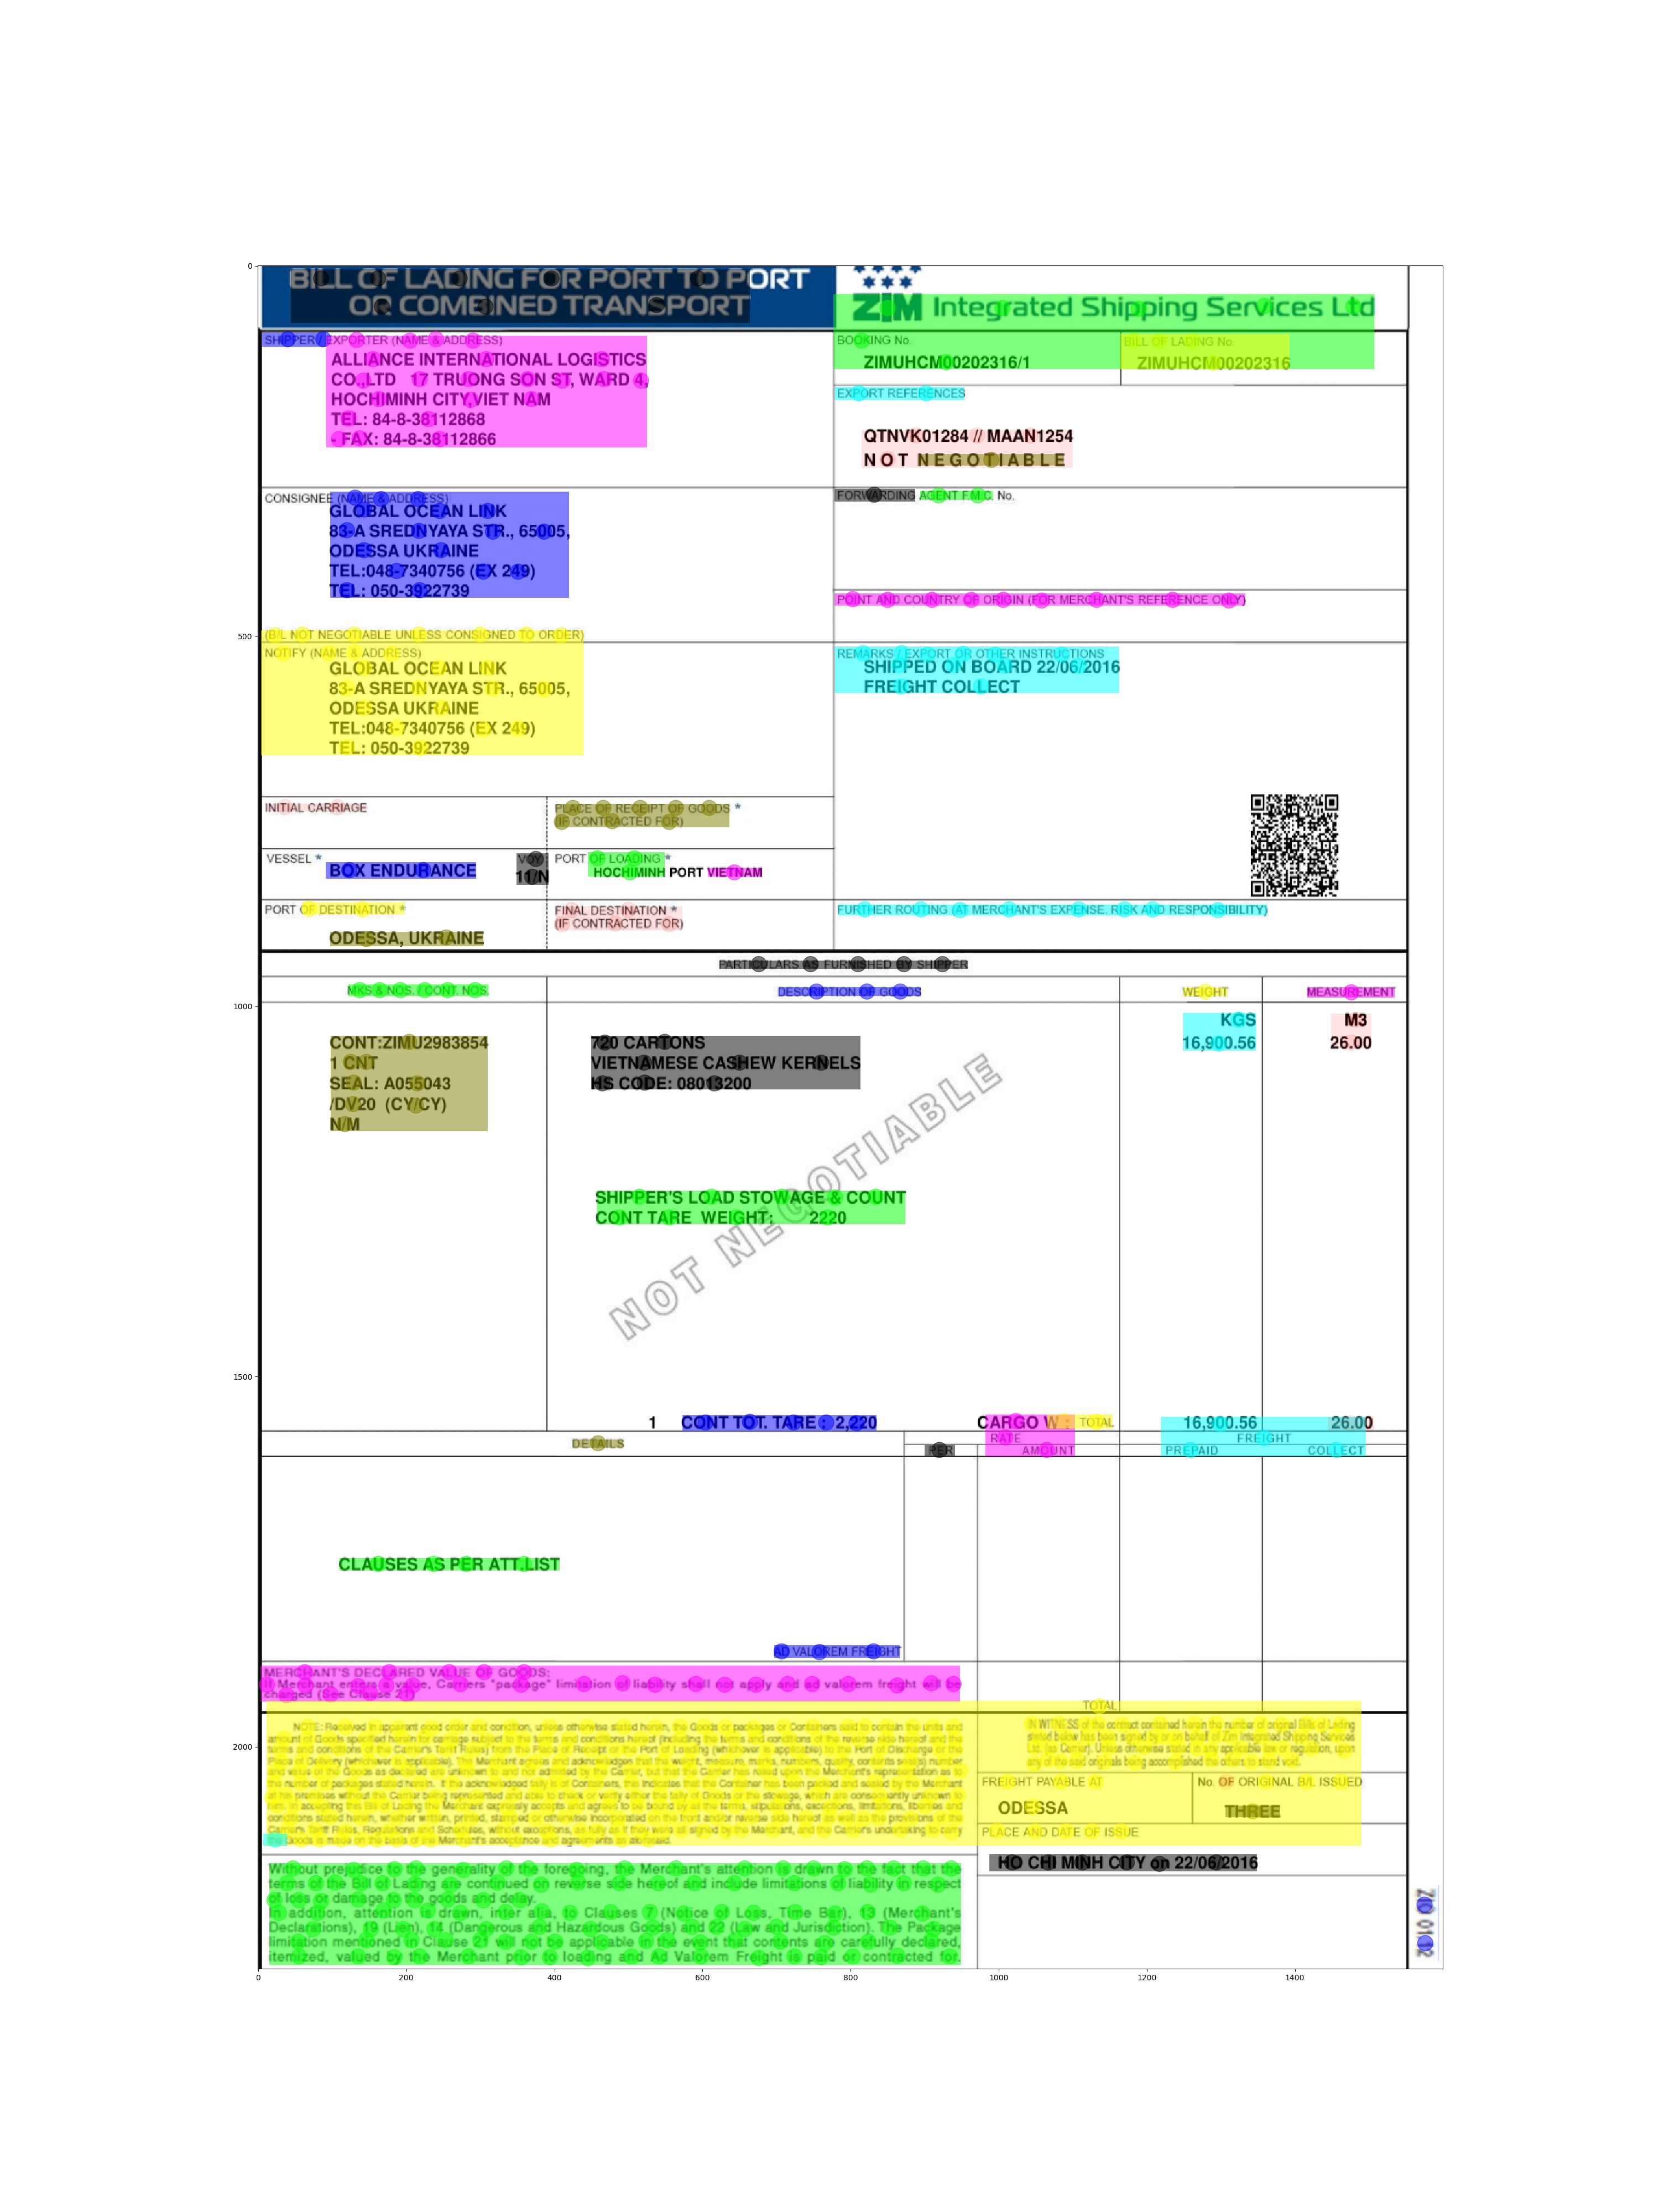 BILL OF LADING FOR PORT TO PORT
OR COMBINED TRANSPORT
ZIM Integrated Shipping Services Ltd
SHIPPER / EXPORTER (NAME & ADDRESS)
ALLIANCE INTERNATIONAL LOGISTICS
CO.,LTD 17 TRUONG SON ST, WARD 4,
HOCHIMINH CITY,VIET NAM
TEL: 84-8-38112868
- FAX: 84-8-38112866
BOOKING No.
ZIMUHCM00202316/1
BILL OF LADING No.
ZIMUHCM00202316
EXPORT REFERENCES
QTNVK01284 // MAAN1254
NOT NEGOTIABLE
CONSIGNEE (NAME & ADDRESS)
GLOBAL OCEAN LINK
83-A SREDNYAYA STR., 65005,
ODESSA UKRAINE
TEL:048-7340756 (EX 249)
TEL: 050-3922739
FORWARDING AGENT F.M.C. No.
POINT AND COUNTRY OF ORIGIN (FOR MERCHANT'S REFERENCE ONLY)
(B/L NOT NEGOTIABLE UNLESS CONSIGNED TO ORDER)
NOTIFY (NAME & ADDRESS)
GLOBAL OCEAN LINK
83-A SREDNYAYA STR., 65005,
ODESSA UKRAINE
TEL:048-7340756 (EX 249)
TEL: 050-3922739
REMARKS / EXPORT OR OTHER INSTRUCTIONS
SHIPPED ON BOARD 22/06/2016
FREIGHT COLLECT
INITIAL CARRIAGE
PLACE OF RECEIPT OF GOODS *
(IF CONTRACTED FOR)
VESSEL *
BOX ENDURANCE
VOY
11/N
PORT OF LOADING *
HOCHIMINH PORT VIETNAM
PORT OF DESTINATION *
ODESSA, UKRAINE
FINAL DESTINATION *
(IF CONTRACTED FOR)
FURTHER ROUTING (AT MERCHANT'S EXPENSE. RISK AND RESPONSIBILITY)
PARTICULARS AS FURNISHED BY SHIPPER
MKS & NOS. / CONT. NOS. DESCRIPTION OF GOODS WEIGHT MEASUREMENT
KGS M3
CONT:ZIMU2983854 720 CARTONS 16,900.56 26.00
1 CNT VIETNAMESE CASHEW KERNELS
SEAL: A055043 HS CODE: 08013200
/DV20 (CY/CY)
N/M
NOT NEGOTIABLE
SHIPPER'S LOAD STOWAGE & COUNT
CONT TARE WEIGHT: 2220
1 CONT TOT. TARE : 2,220 CARGO W : TOTAL 16,900.56 26.00
DETAILS RATE FREIGHT
PER AMOUNT PREPAID COLLECT
CLAUSES AS PER ATT.LIST
AD VALOREM FREIGHT
MERCHANT'S DECLARED VALUE OF GOODS:
If Merchant enters a value, Carriers "package" limitation of liability shall not apply and ad valorem freight will be
charged (See Clause 21)
TOTAL
NOTE: Received in apparent good order and condition, unless otherwise stated herein, the Goods or packages or Containers said to contain the units and
amount of Goods specified herein for carriage subject to the terms and conditions hereof (including the terms and conditions of the reverse side hereof and the
terms and conditions of the Carrier's Tariff Rules) from the Place of Receipt or the Port of Loading (whichever is applicable) to the Port of Discharge or the
Place of Delivery (whichever is applicable). The Merchant agrees and acknowledges that the weight, measure, marks, numbers, quality, contents seal(s) number
and value of the Goods as declared are unknown to and not admitted by the Carrier, but that the Carrier has relied upon the Merchant's representation as to
the number of packages stated herein. If the acknowledged tally is of Containers, this indicates that the Container has been packed and sealed by the Merchant
at his premises without the Carrier being represented and able to check or verify either the tally of Goods or the stowage, which are consequently unknown to
him. In accepting this Bill of Lading the Merchant expressly accepts and agrees to be bound by all the terms, stipulations, exceptions, limitations, liberties and
conditions stated herein, whether written, printed, stamped or otherwise incorporated on the front and/or reverse side hereof as well as the provisions of the
Carrier's Tariff Rules, Regulations and Schedules, without exceptions, as fully as if they were all signed by the Merchant, and the Carrier's undertaking to carry
the Goods is made on the basis of the Merchant's acceptance and agreements as aforesaid.
IN WITNESS of the contract contained herein the number of original Bills of Lading
stated below has been signed by or on behalf of Zim Integrated Shipping Services
Ltd. (as Carrier). Unless otherwise stated in any applicable law or regulation, upon
any of the said originals being accomplished the others to stand void.
FREIGHT PAYABLE AT
ODESSA
No. OF ORIGINAL B/L ISSUED
THREE
PLACE AND DATE OF ISSUE
HO CHI MINH CITY on 22/06/2016
Without prejudice to the generality of the foregoing, the Merchant's attention is drawn to the fact that the
terms of the Bill of Lading are continued on reverse side hereof and include limitations of liability in respect
of loss or damage to the goods and delay.
In addition, attention is drawn, inter alia, to Clauses 7 (Notice of Loss, Time Bar), 13 (Merchant's
Declarations), 19 (Lien), 14 (Dangerous and Hazardous Goods) and 22 (Law and Jurisdiction). The Package
limitation mentioned in Clause 21 will not be applicable in the event that contents are carefully declared,
itemized, valued by the Merchant prior to loading and Ad Valorem Freight is paid or contracted for.
0
500
1000
1500
2000
0 200 400 600 800 1000 1200 1400